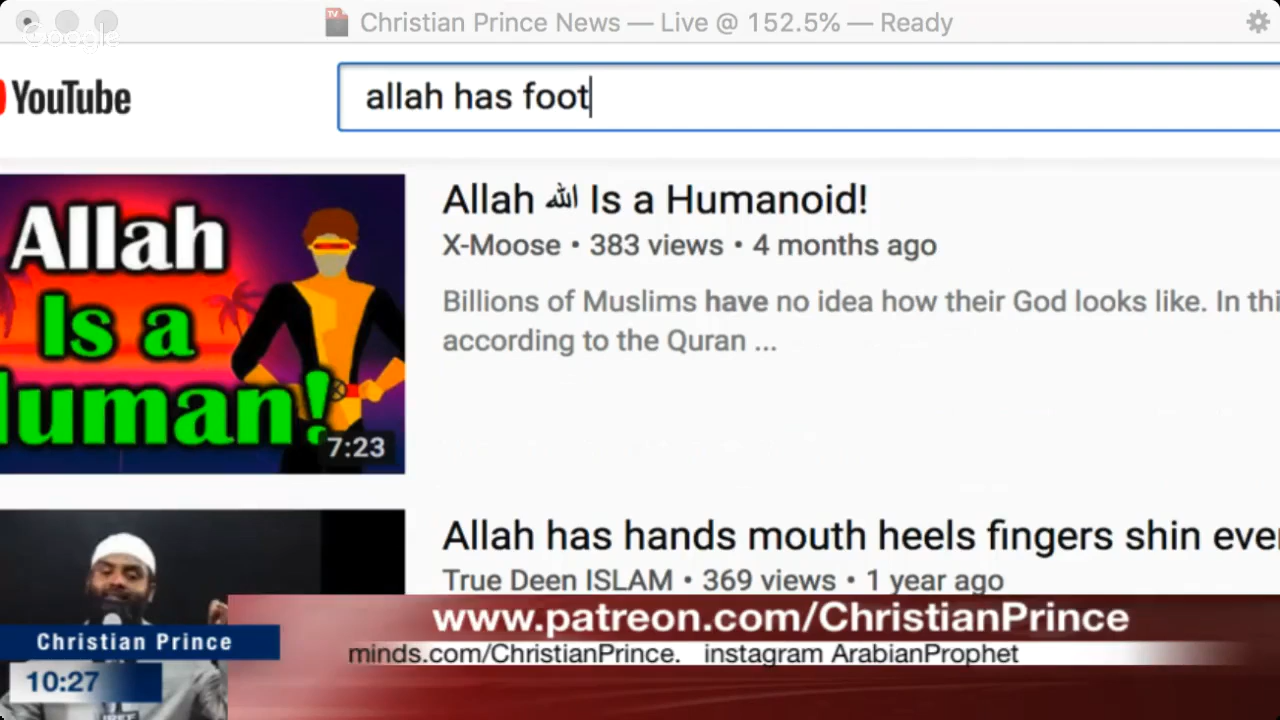 Christian Prince News — Live @ 152.5% — Ready
Google
YouTube
allah has foot
Allah
Is a
Human!
7:23
Allah الله Is a Humanoid!
X-Moose • 383 views • 4 months ago
Billions of Muslims have no idea how their God looks like. In
according to the Quran ...
Allah has hands mouth heels fingers shin
True Deen ISLAM • 369 views • 1 year ago
www.patreon.com/ChristianPrince
Christian Prince
minds.com/ChristianPrince. instagram ArabianProphet
10:27